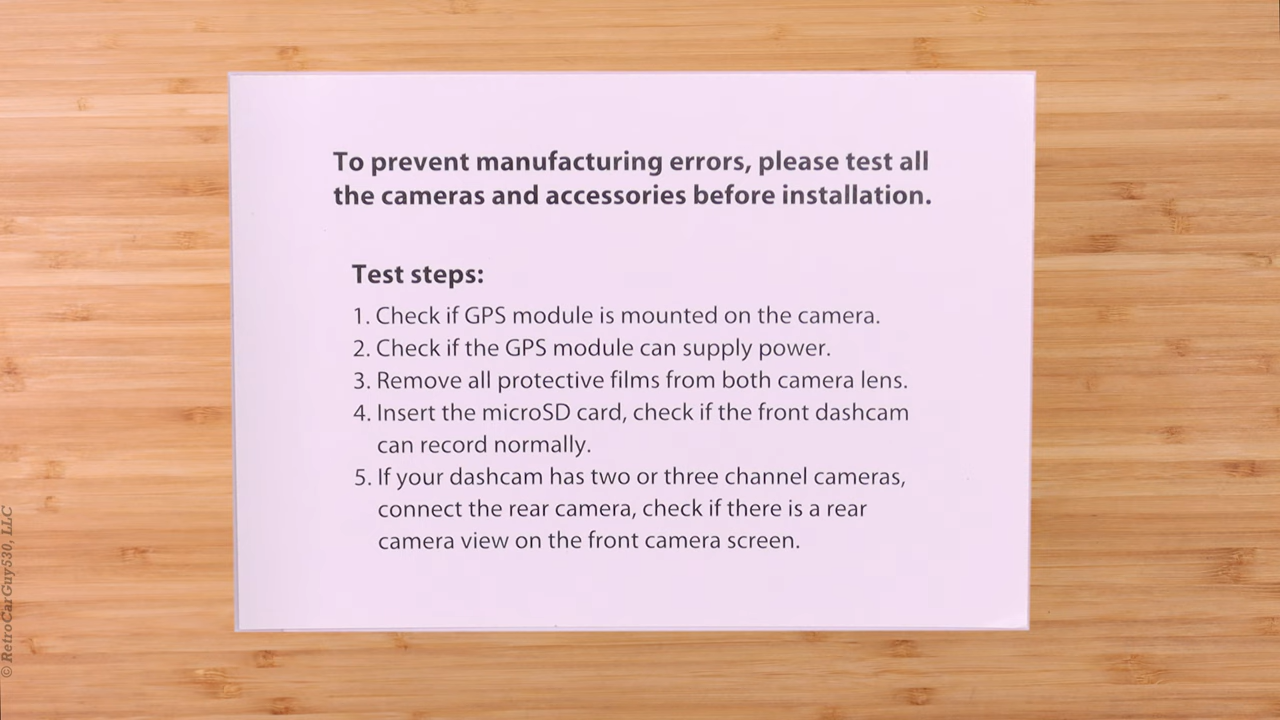 To prevent manufacturing errors, please test all
the cameras and accessories before installation.
Test steps:
1. Check if GPS module is mounted on the camera.
2. Check if the GPS module can supply power.
3. Remove all protective films from both camera lens.
4. Insert the microSD card, check if the front dashcam
can record normally.
5. If your dashcam has two or three channel cameras,
connect the rear camera, check if there is a rear
camera view on the front camera screen.
© RetroCarGuy530, LLC